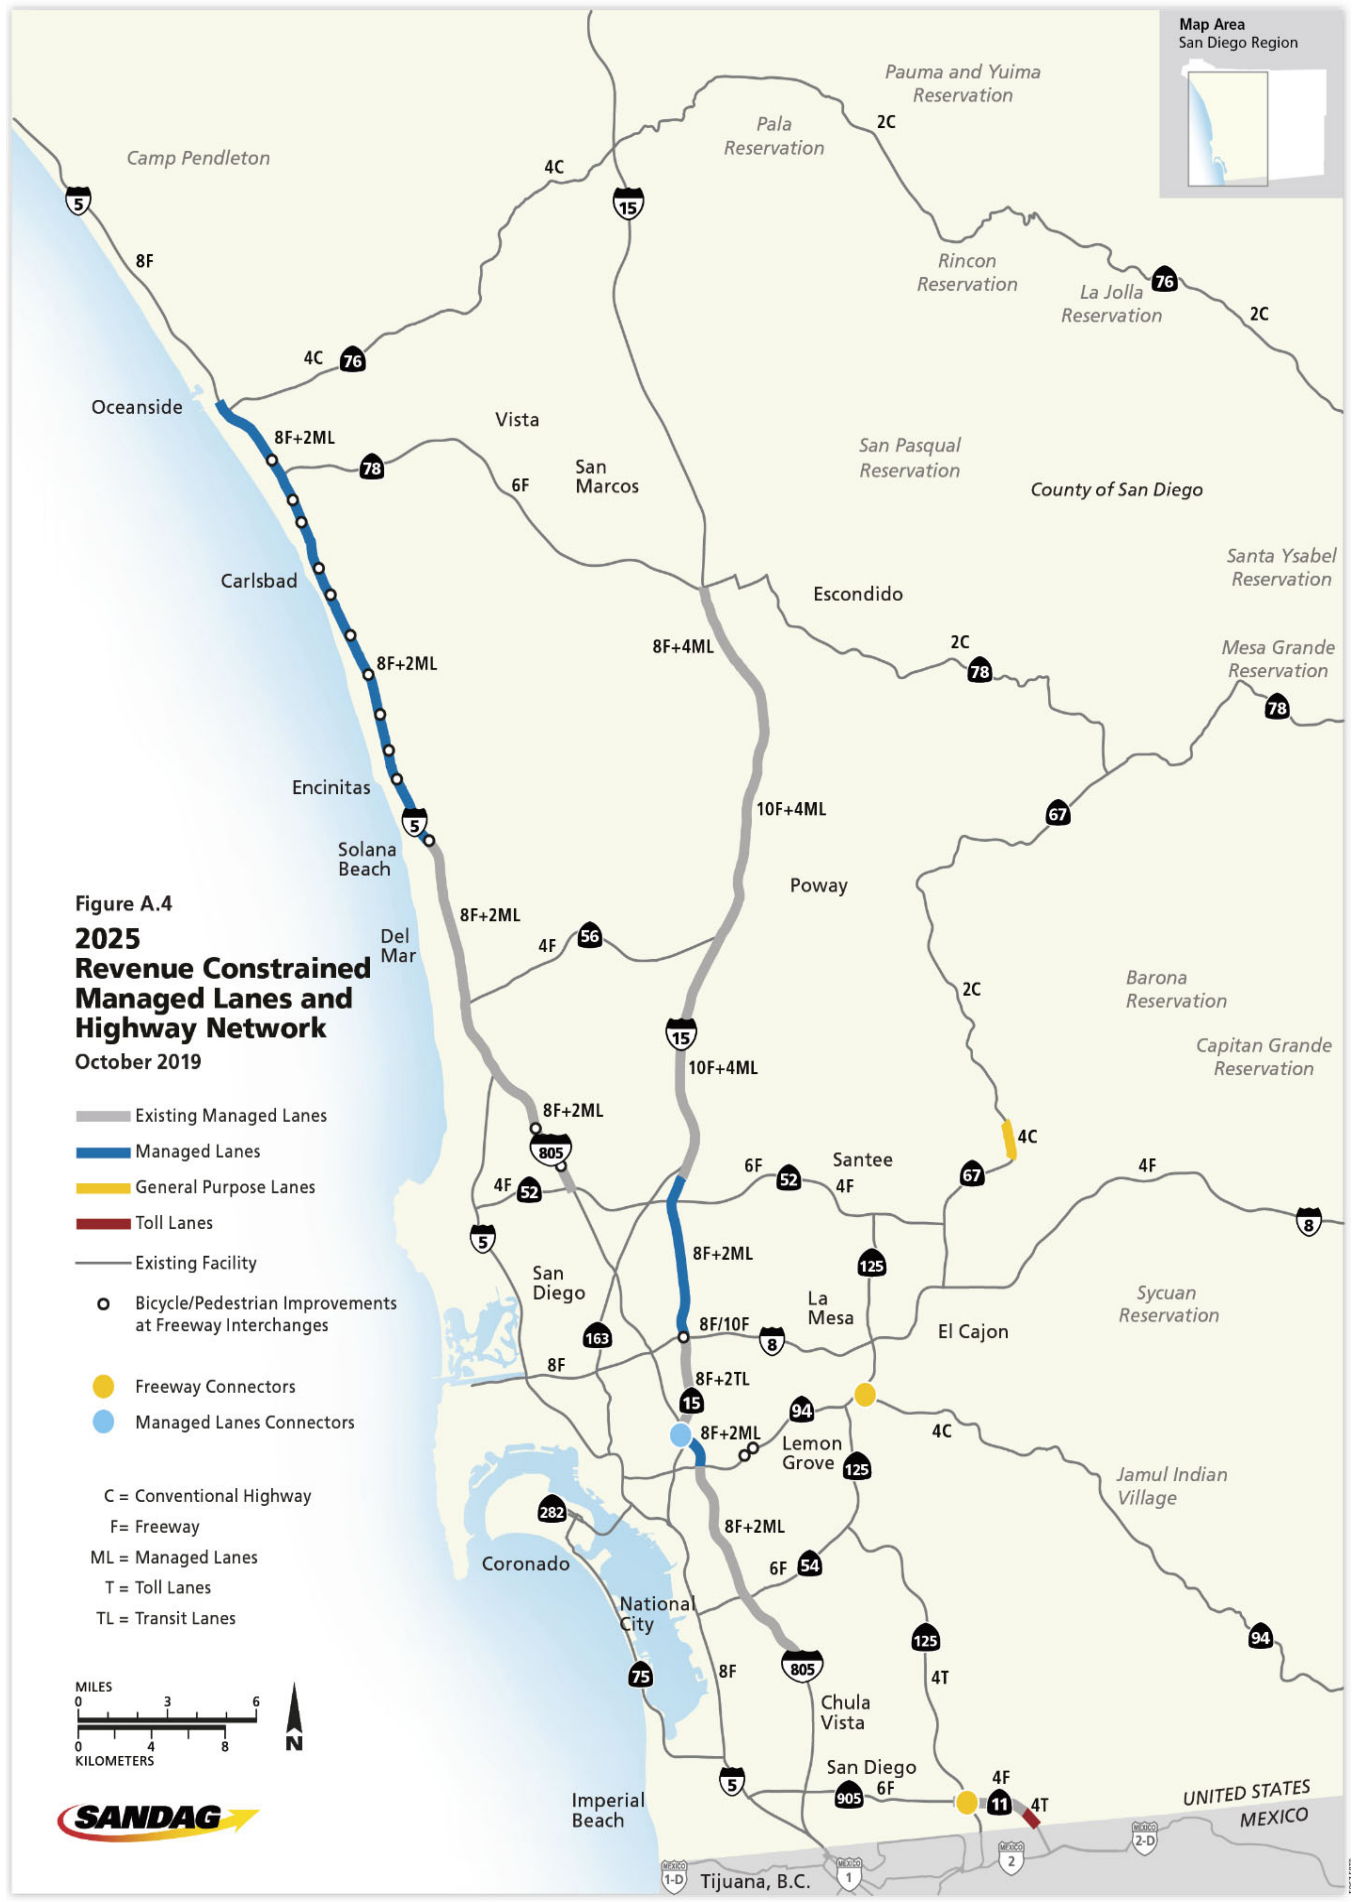 Map Area
San Diego Region
Pauma and Yuima
Reservation
Pala
Reservation
2C
Camp Pendleton
4C
5
15
8F
Rincon
Reservation
La Jolla
Reservation
76
2C
4C
76
Oceanside
8F+2ML
Vista
78
San
Marcos
6F
San Pasqual
Reservation
County of San Diego
Santa Ysabel
Reservation
Carlsbad
Escondido
8F+4ML
2C
78
Mesa Grande
Reservation
78
8F+2ML
Encinitas
5
10F+4ML
67
Solana
Beach
Poway
8F+2ML
56
4F
Del
Mar
Figure A.4
2025
Revenue Constrained
Managed Lanes and
Highway Network
October 2019
2C
Barona
Reservation
Capitan Grande
Reservation
15
10F+4ML
Existing Managed Lanes
Managed Lanes
General Purpose Lanes
Toll Lanes
Existing Facility
Bicycle/Pedestrian Improvements
at Freeway Interchanges
Freeway Connectors
Managed Lanes Connectors
C = Conventional Highway
F= Freeway
ML = Managed Lanes
T = Toll Lanes
TL = Transit Lanes
8F+2ML
805
4C
67
4F
52
6F
52
Santee
4F
4F
8
5
8F+2ML
125
San
Diego
La
Mesa
Sycuan
Reservation
163
8F/10F
8
El Cajon
8F
8F+2TL
15
94
8F+2ML
Lemon
Grove
4C
125
Jamul Indian
Village
282
Coronado
8F+2ML
6F
54
National
City
125
94
75
8F
805
4T
Chula
Vista
MILES
0 3 6
0 4 8
KILOMETERS
N
San Diego
5
905
6F
4F
11
4T
Imperial
Beach
UNITED STATES
MEXICO
SANDAG
MEXICO
1-D
Tijuana, B.C.
MEXICO
1
MEXICO
2
MEXICO
2-D